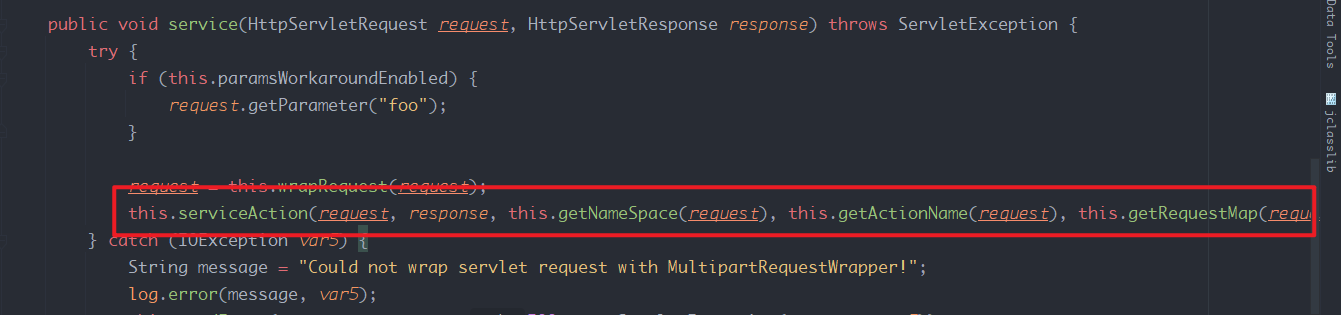 public void service(HttpServletRequest request, HttpServletResponse response) throws ServletException {
try {
if (this.paramsWorkaroundEnabled) {
request.getParameter("foo");
}
request = this.wrapRequest(request);
this.serviceAction(request, response, this.getNameSpace(request), this.getActionName(request), this.getRequestMap(reque
} catch (IOException var5) {
String message = "Could not wrap servlet request with MultipartRequestWrapper!";
log.error(message, var5);
Data Tools
jclasslib